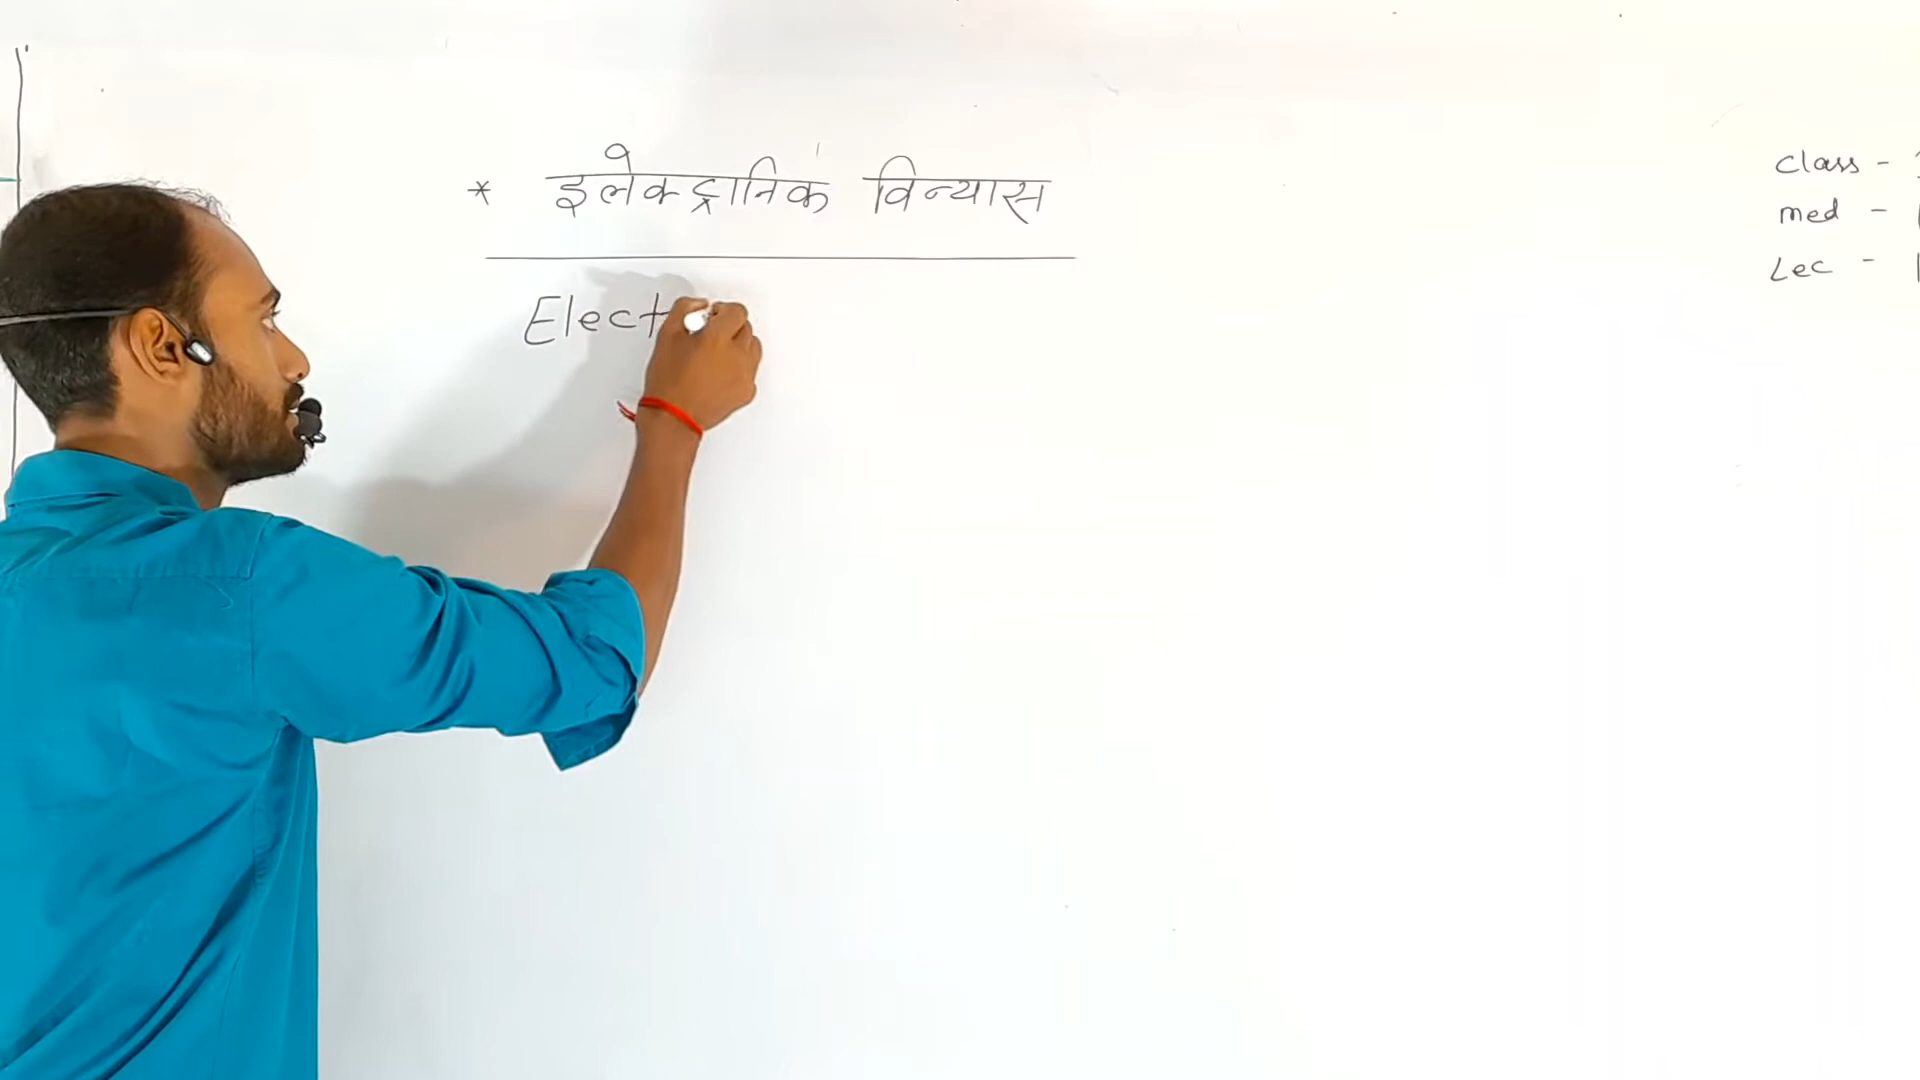 * इलेक्ट्रानिक विन्यास
Elect
class -
med -
Lec -